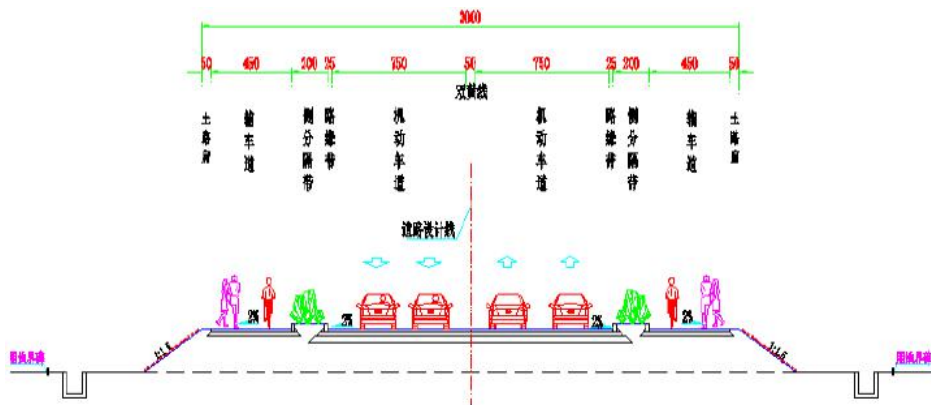 3000
50 450 200 25 750 50 750 25 200 450 50
双黄线
土路肩
辅车道
侧分隔带
路缘带
机动车道
机动车道
路缘带
侧分隔带
辅车道
土路肩
道路设计线
2% 2% 2% 2%
1:1.5 1:1.5
用地界碑 用地界碑